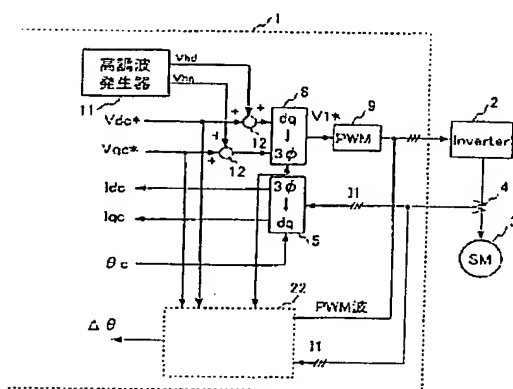 1
高調波
発生器
11
Vhd
Vhq
Vdc*
Vqc*
+
+
+
+
12
12
8
dq
↓
3φ
V1*
9
PWM
2
Inverter
3φ
↓
dq
5
Idc
Iqc
θc
I1
4
3
SM
22
PWM波
I1
Δθ